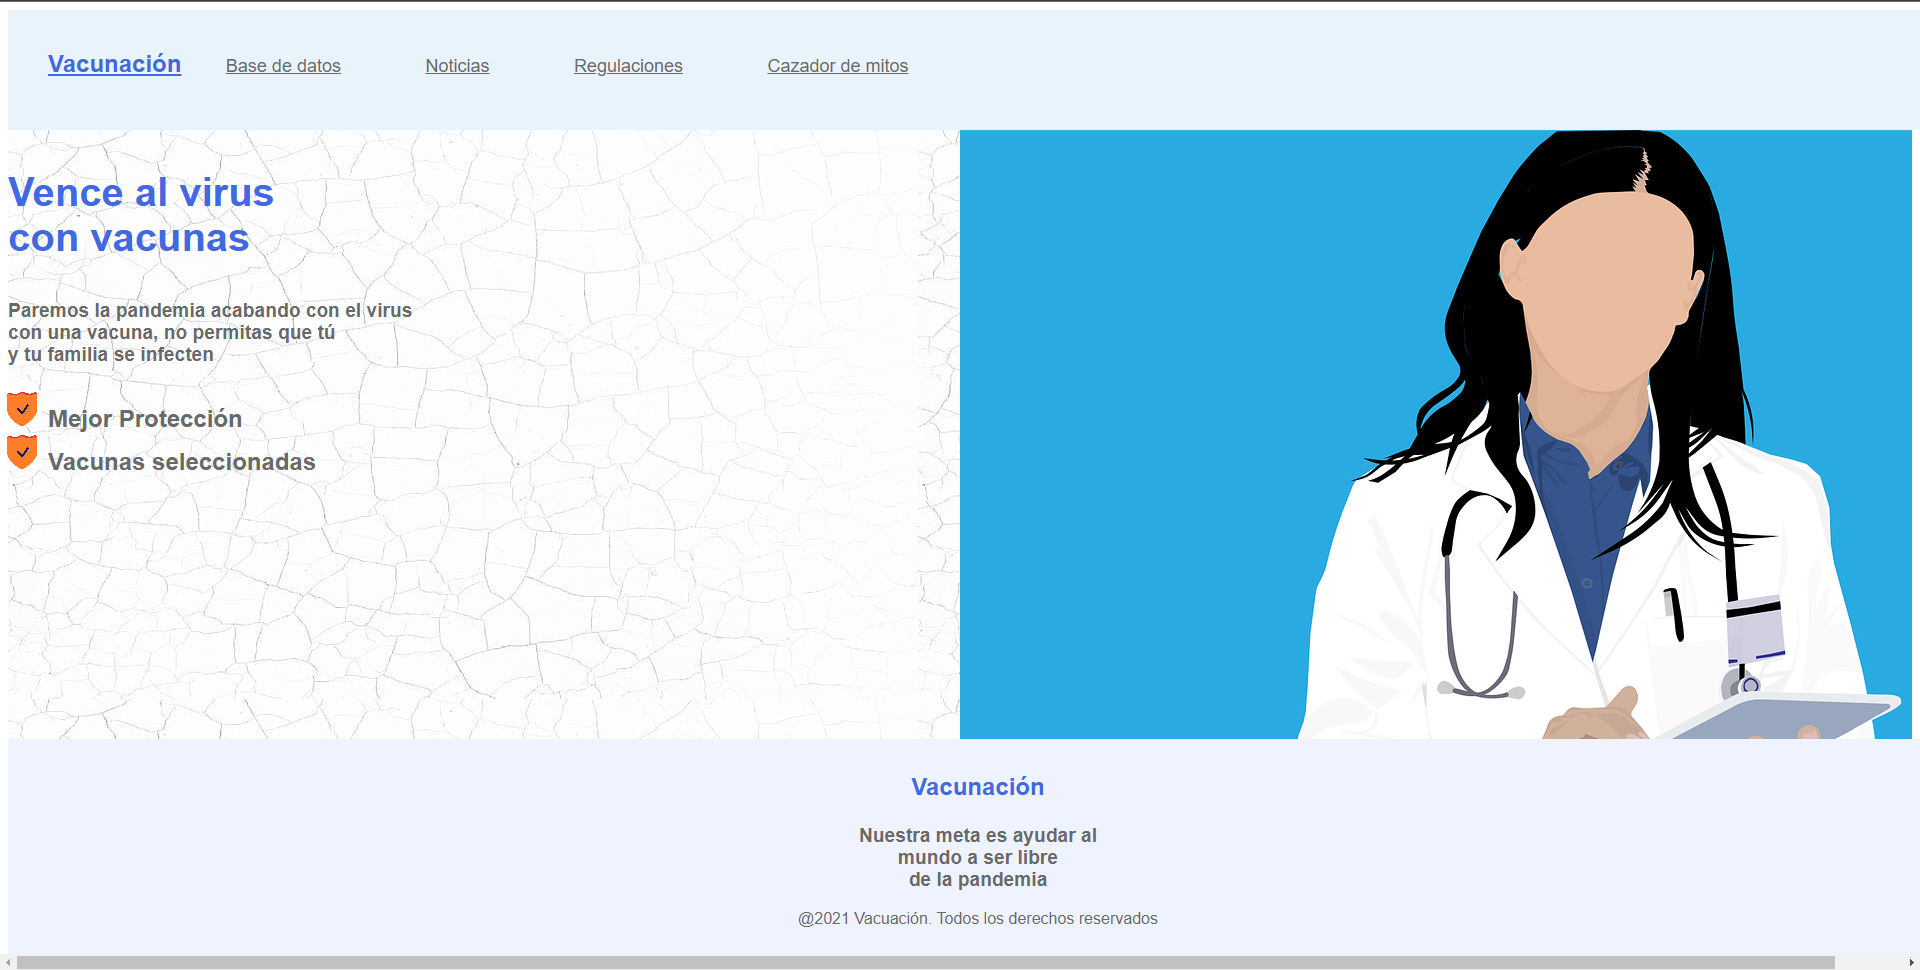 Vacunación Base de datos Noticias Regulaciones Cazador de mitos
Vence al virus
con vacunas
Paremos la pandemia acabando con el virus
con una vacuna, no permitas que tú
y tu familia se infecten
Mejor Protección
Vacunas seleccionadas
Vacunación
Nuestra meta es ayudar al
mundo a ser libre
de la pandemia
@2021 Vacuación. Todos los derechos reservados